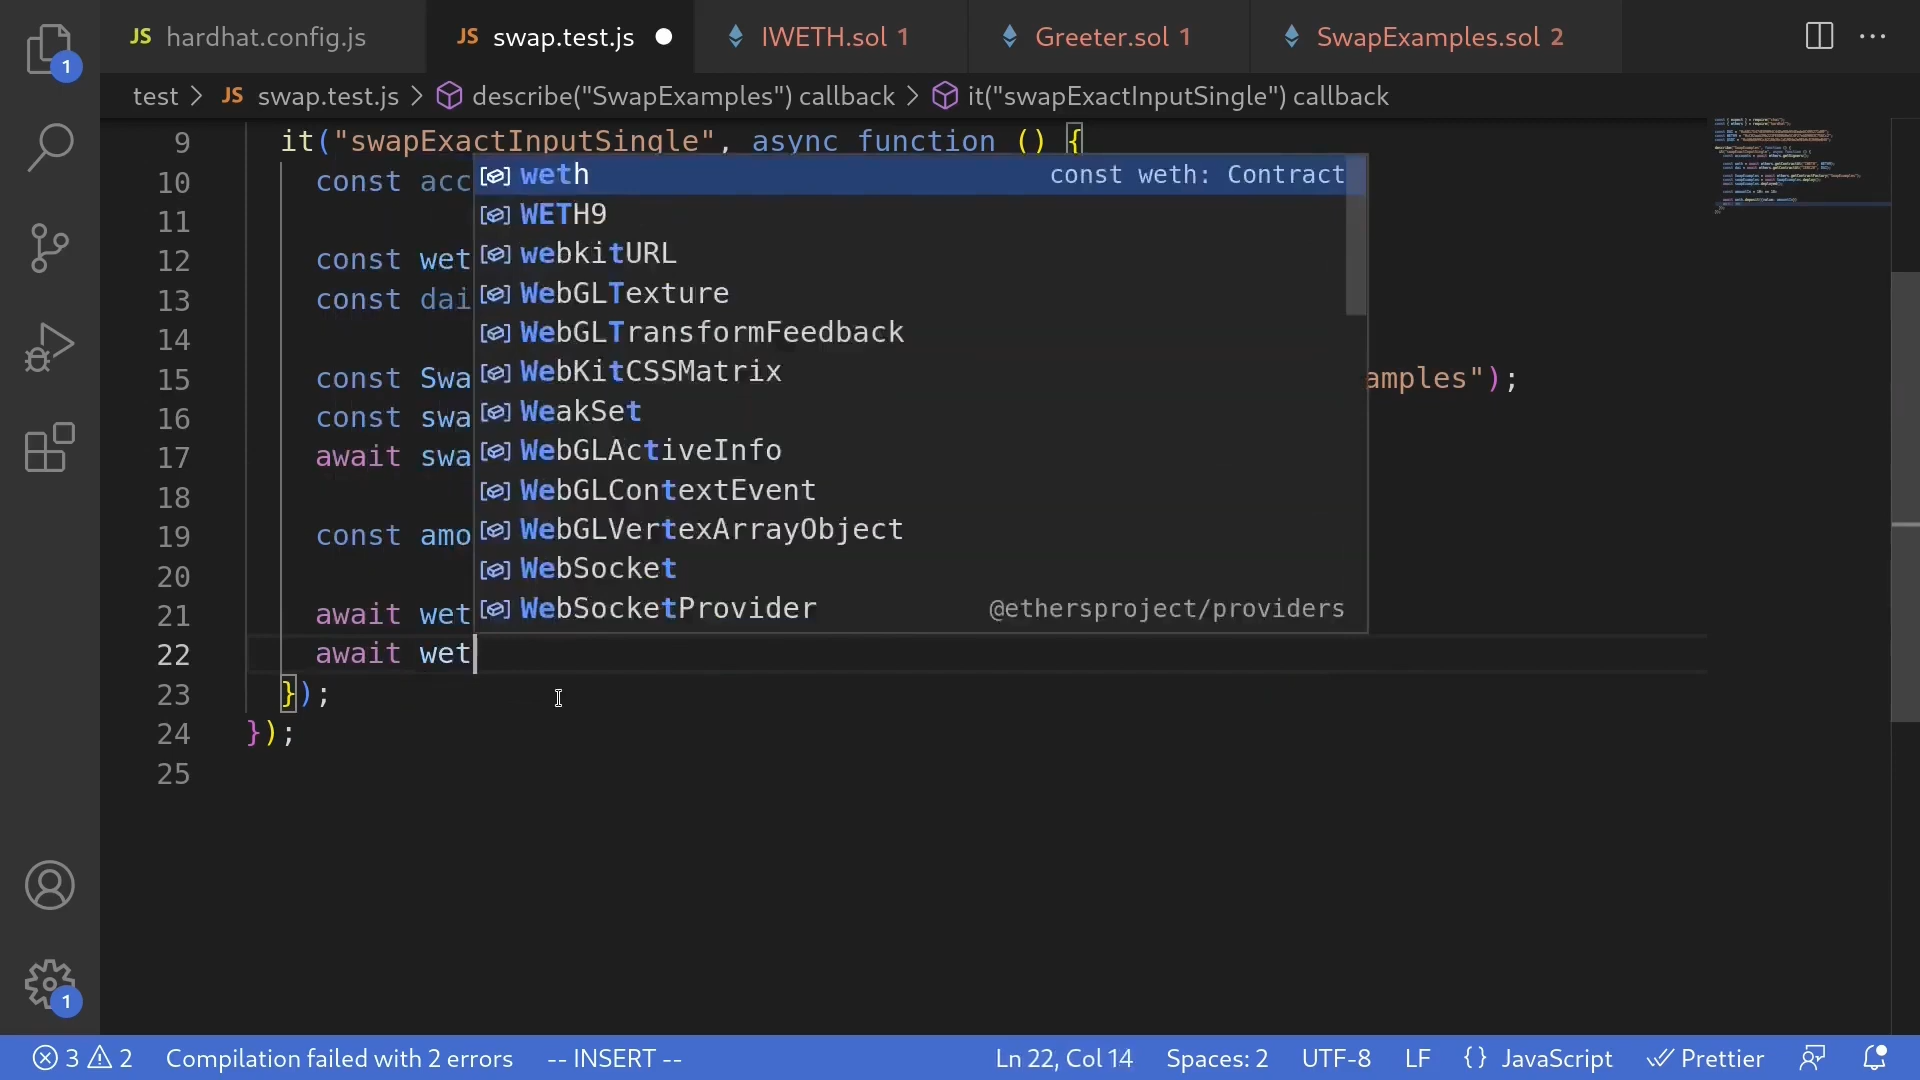 JS hardhat.config.js JS swap.test.js IWETH.sol 1 Greeter.sol 1 SwapExamples.sol 2
1
test > JS swap.test.js > describe("SwapExamples") callback > it("swapExactInputSingle") callback
9 it("swapExactInputSingle", async function () {
10 const acc
11
12 const wet
13 const dai
14
15 const Swa amples");
16 const swa
17 await swa
18
19 const amo
20
21 await wet
22 await wet
23 });
24 });
25
weth const weth: Contract
WETH9
webkitURL
WebGLTexture
WebGLTransformFeedback
WebKitCSSMatrix
WeakSet
WebGLActiveInfo
WebGLContextEvent
WebGLVertexArrayObject
WebSocket
WebSocketProvider @ethersproject/providers
1
3 2 Compilation failed with 2 errors -- INSERT -- Ln 22, Col 14 Spaces: 2 UTF-8 LF {} JavaScript Prettier